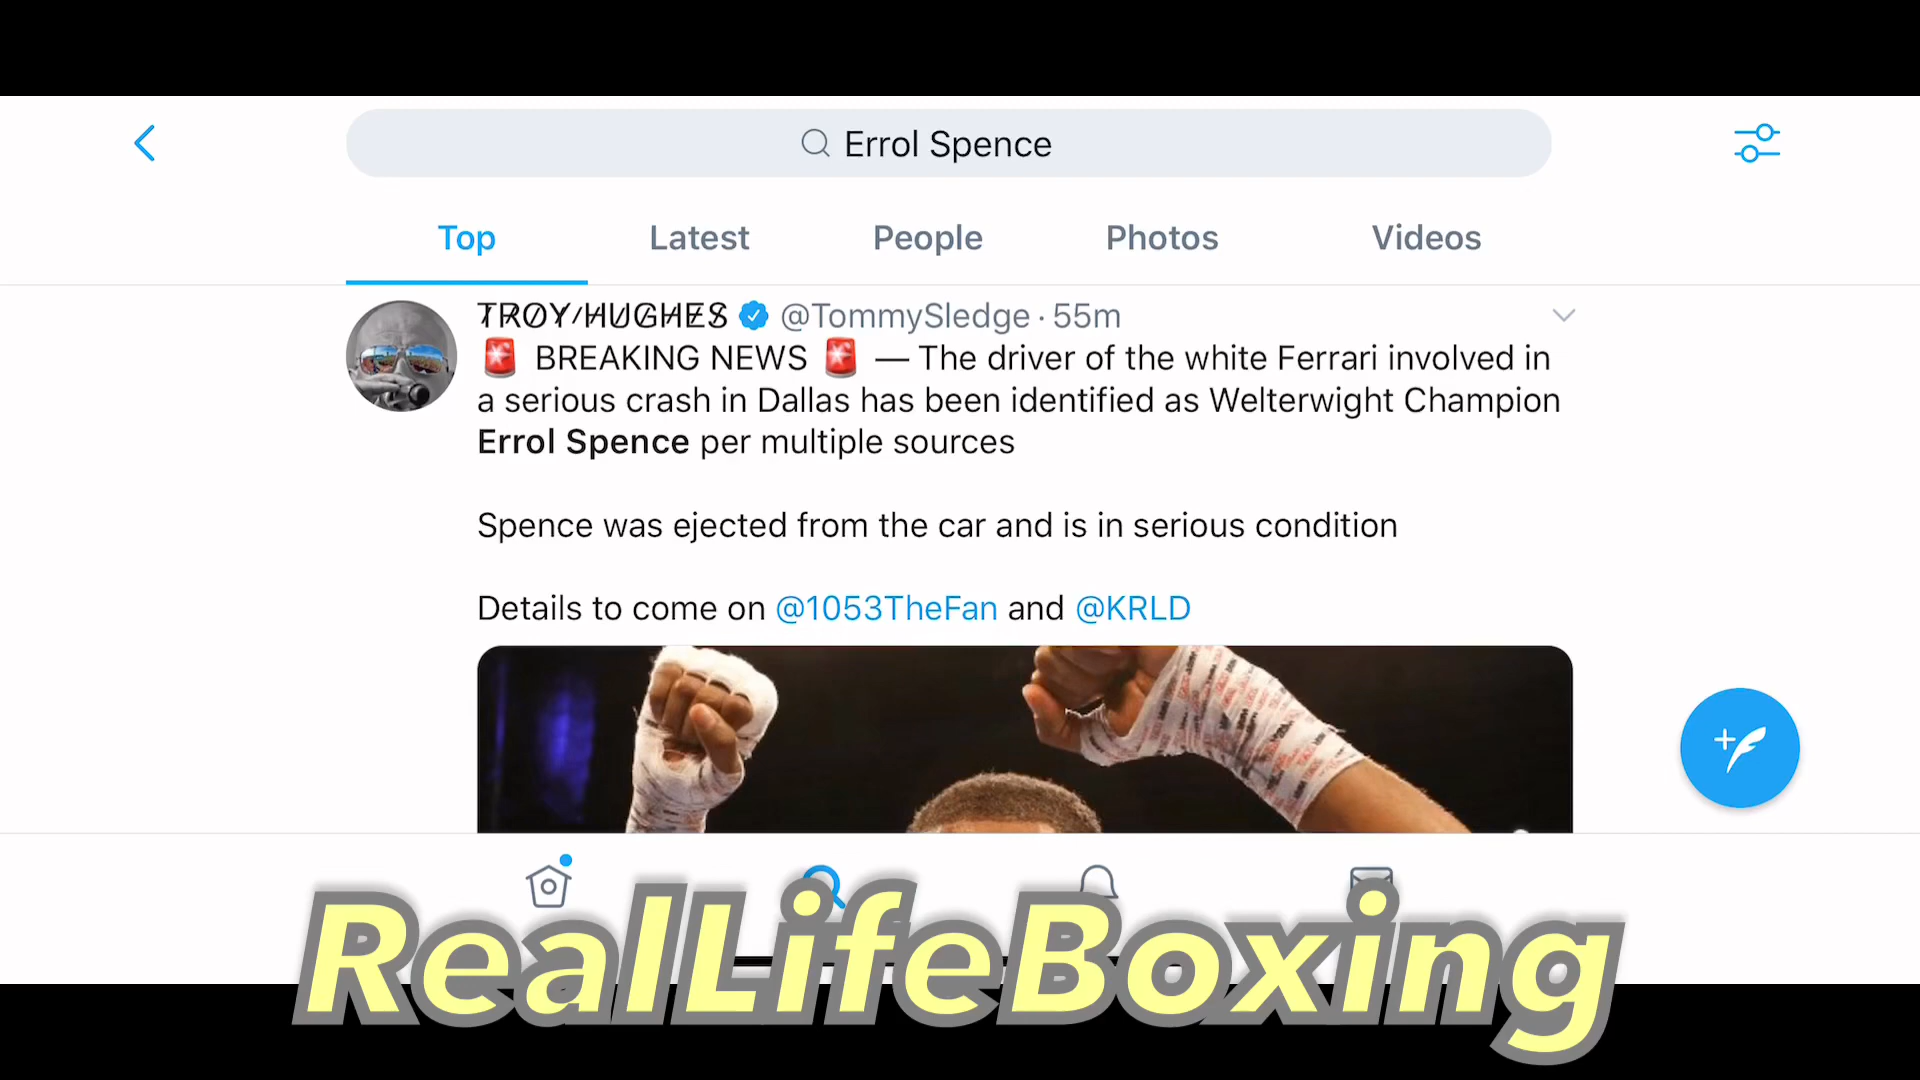 Errol Spence
Top Latest People Photos Videos
TROY/HUGHES @TommySledge · 55m
🚨 BREAKING NEWS 🚨 — The driver of the white Ferrari involved in
a serious crash in Dallas has been identified as Welterwight Champion
Errol Spence per multiple sources
Spence was ejected from the car and is in serious condition
Details to come on @1053TheFan and @KRLD
RealLifeBoxing